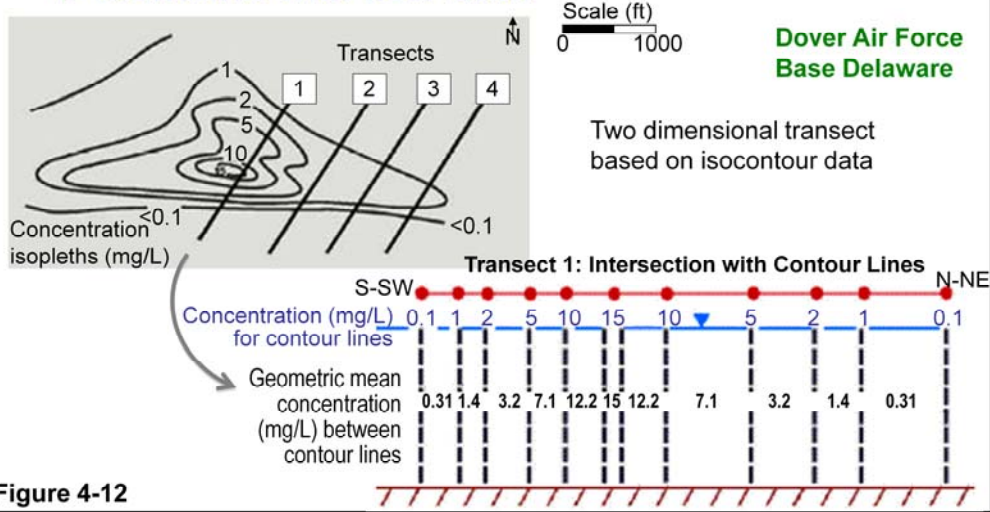 Scale (ft)
0 1000
N
Dover Air Force
Base Delaware
Transects
1 2 3 4
1
2
5
10
Two dimensional transect
based on isocontour data
<0.1
<0.1
Concentration
isopleths (mg/L)
Transect 1: Intersection with Contour Lines
S-SW N-NE
Concentration (mg/L) 0.1 1 2 5 10 15 10 5 2 1 0.1
for contour lines
Geometric mean
concentration 0.31 1.4 3.2 7.1 12.2 15 12.2 7.1 3.2 1.4 0.31
(mg/L) between
contour lines
Figure 4-12